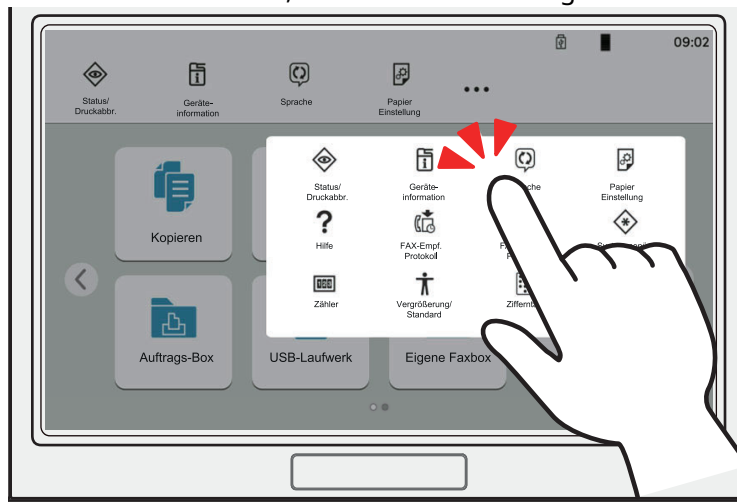 09:02
Status/
Druckabbr.
Geräte-
information
Sprache
Papier
Einstellung
Status/
Druckabbr.
Geräte-
information
Papier
Einstellung
Hilfe
FAX-Empf.
Protokoll
Zähler
Vergrößerung/
Standard
Kopieren
Auftrags-Box
USB-Laufwerk
Eigene Faxbox